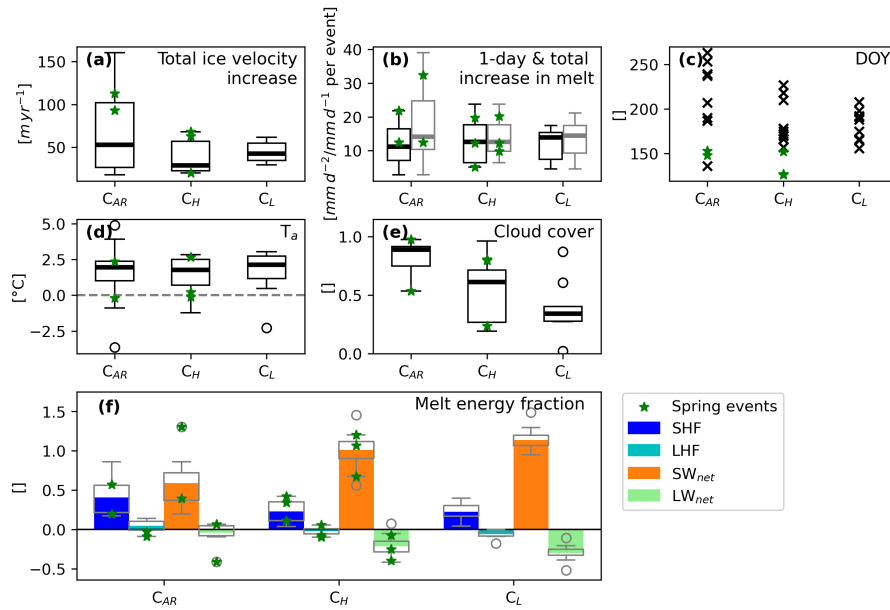 (a) Total ice velocity
increase
[m yr⁻¹]
150
100
50
C_AR C_H C_L
(b) 1-day & total
increase in melt
[mm d⁻²/mm d⁻¹ per event]
40
30
20
10
C_AR C_H C_L
(c) DOY
[]
250
200
150
C_AR C_H C_L
(d) T_a
[°C]
5.0
2.5
0.0
−2.5
C_AR C_H C_L
(e) Cloud cover
[]
1.0
0.5
0.0
C_AR C_H C_L
(f) Melt energy fraction
[]
1.5
1.0
0.5
0.0
−0.5
C_AR C_H C_L
Spring events
SHF
LHF
SW_net
LW_net